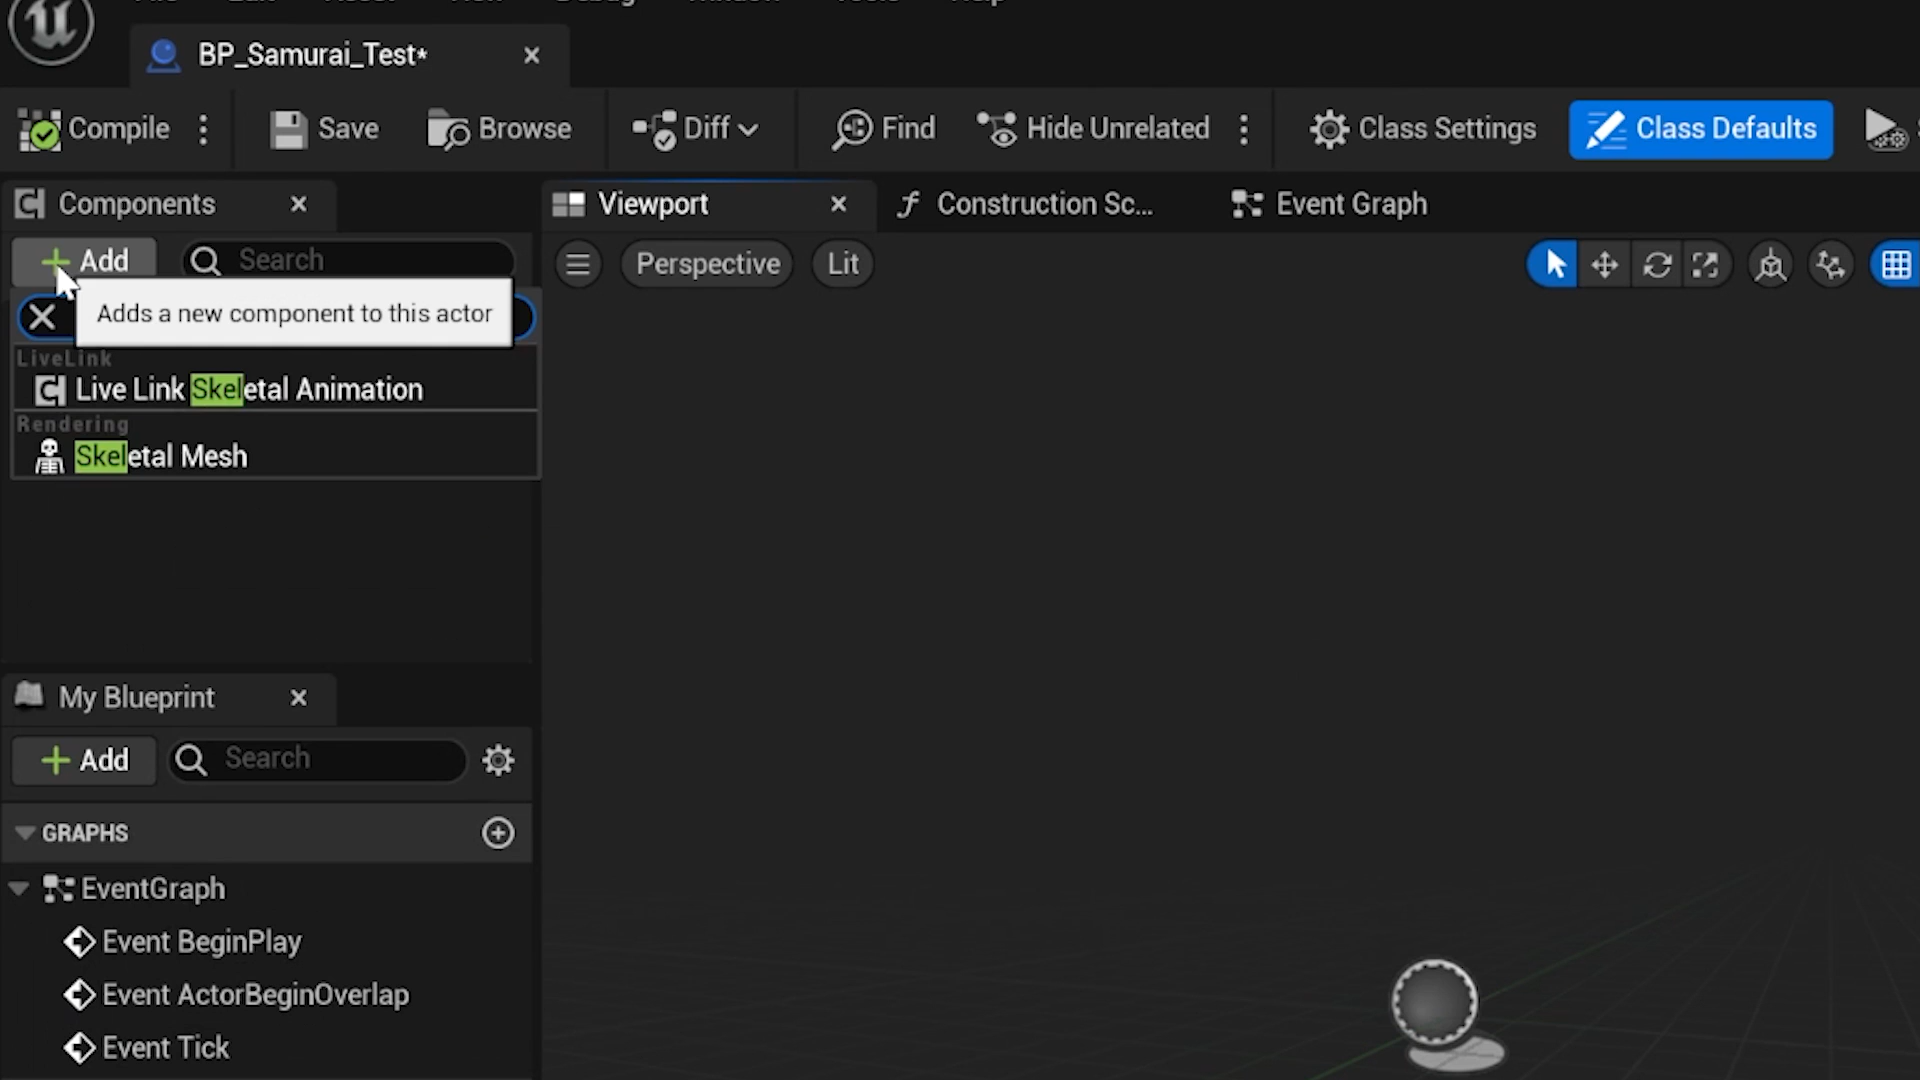 BP_Samurai_Test*
Compile Save Browse Diff Find Hide Unrelated Class Settings Class Defaults
Components Viewport Construction Sc... Event Graph
Add Search Perspective Lit
Adds a new component to this actor
LiveLink
Live Link Skeletal Animation
Rendering
Skeletal Mesh
My Blueprint
Add Search
GRAPHS
EventGraph
Event BeginPlay
Event ActorBeginOverlap
Event Tick